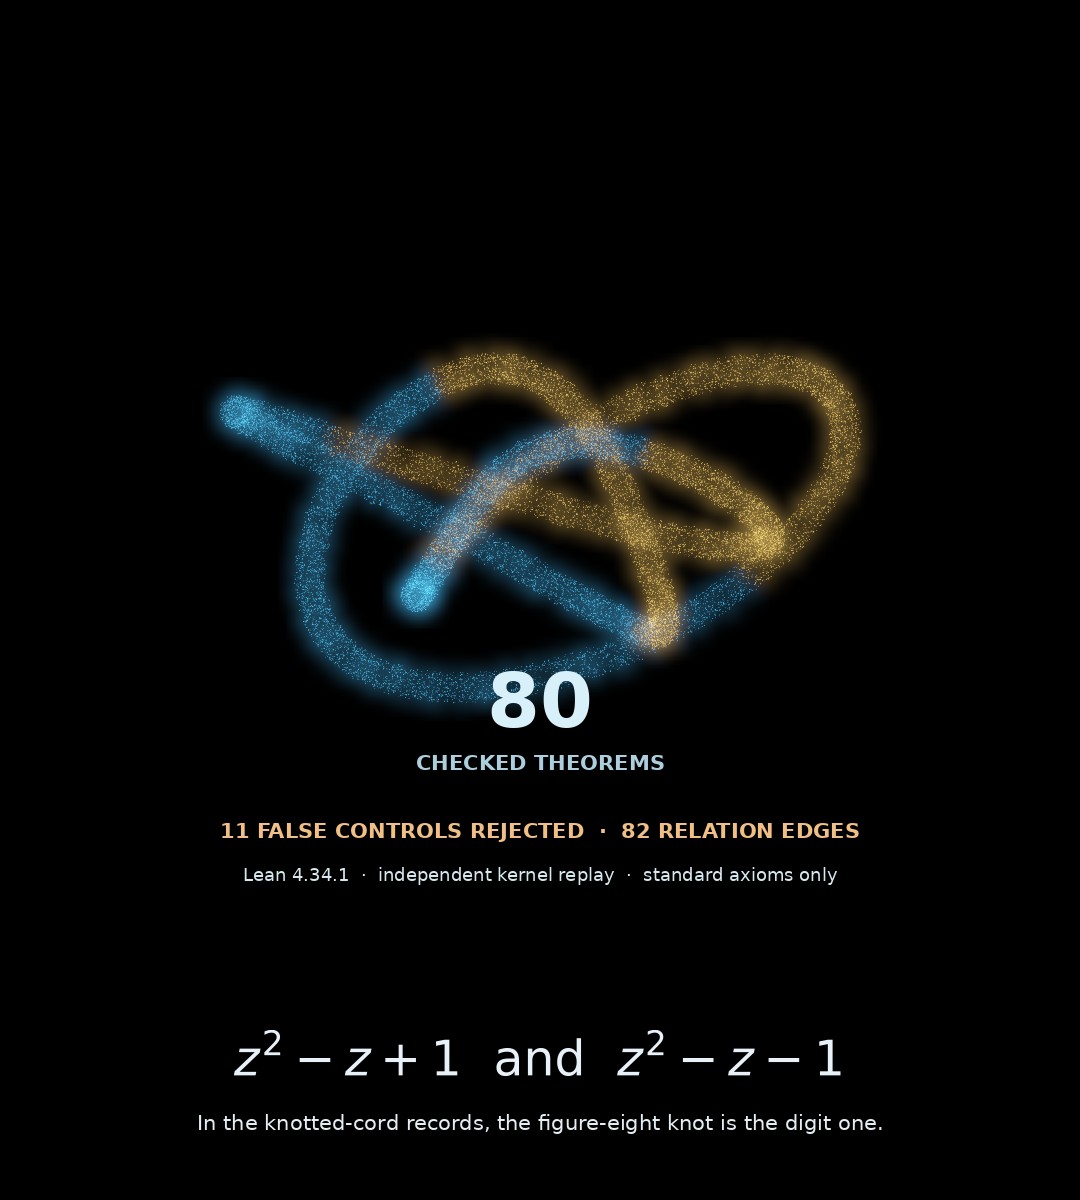 80
CHECKED THEOREMS
11 FALSE CONTROLS REJECTED · 82 RELATION EDGES
Lean 4.34.1 · independent kernel replay · standard axioms only
z² − z + 1 and z² − z − 1
In the knotted-cord records, the figure-eight knot is the digit one.